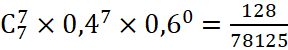 C₇⁷ × 0,4⁷ × 0,6⁰ = 128/78125